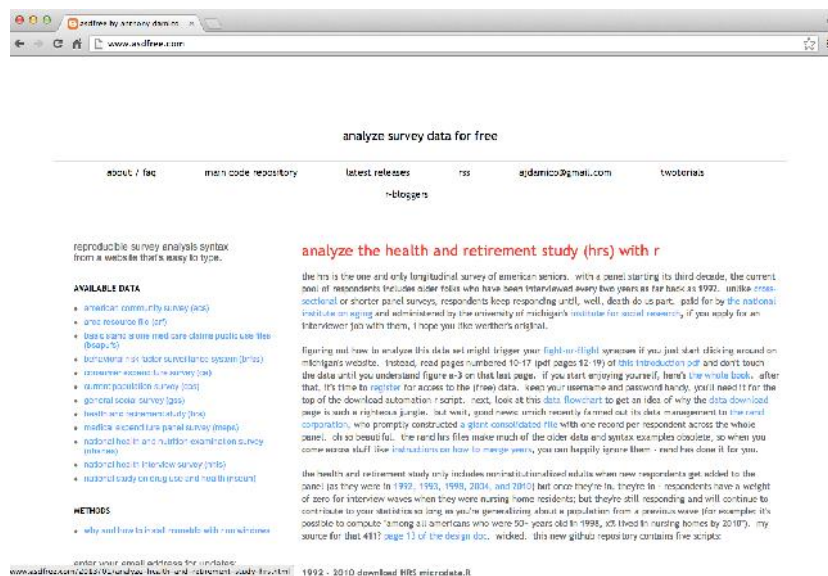 asdfree by anthony damico
www.asdfree.com
analyze survey data for free
about / faq
main code repository
latest releases
rss
ajdamico@gmail.com
twotorials
r-bloggers
reproducible survey analysis syntax
from a website that's easy to type.
AVAILABLE DATA
american community survey (acs)
area resource file (arf)
basic stand alone medicare claims public use files
(bsapufs)
behavioral risk factor surveillance system (brfss)
consumer expenditure survey (ce)
current population survey (cps)
general social survey (gss)
health and retirement study (hrs)
medical expenditure panel survey (meps)
national health and nutrition examination survey
(nhanes)
national health interview survey (nhis)
national study on drug use and health (nsduh)
METHODS
why and how to install monetdb with r on windows
enter your email address for updates:
www.asdfree.com/2013/01/analyze-health-and-retirement-study-hrs.html
analyze the health and retirement study (hrs) with r
the hrs is the one and only longitudinal survey of american seniors. with a panel starting its third decade, the current
pool of respondents includes older folks who have been interviewed every two years as far back as 1992. unlike cross-
sectional or shorter panel surveys, respondents keep responding until, well, death do us part. paid for by the national
institute on aging and administered by the university of michigan's institute for social research, if you apply for an
interviewer job with them, i hope you like werther's original.
figuring out how to analyze this data set might trigger your fight-or-flight synapses if you just start clicking around on
michigan's website. instead, read pages numbered 10-17 (pdf pages 12-19) of this introduction pdf and don't touch
the data until you understand figure a-3 on that last page. if you start enjoying yourself, here's the whole book. after
that, it's time to register for access to the (free) data. keep your username and password handy, you'll need it for the
top of the download automation r script. next, look at this data flowchart to get an idea of why the data download
page is such a righteous jungle. but wait, good news: umich recently farmed out its data management to the rand
corporation, who promptly constructed a giant consolidated file with one record per respondent across the whole
panel. oh so beautiful. the rand hrs files make much of the older data and syntax examples obsolete, so when you
come across stuff like instructions on how to merge years, you can happily ignore them - rand has done it for you.
the health and retirement study only includes noninstitutionalized adults when new respondents get added to the
panel (as they were in 1992, 1993, 1998, 2004, and 2010) but once they're in, they're in - respondents have a weight
of zero for interview waves when they were nursing home residents; but they're still responding and will continue to
contribute to your statistics so long as you're generalizing about a population from a previous wave (for example: it's
possible to compute "among all americans who were 50+ years old in 1998, x% lived in nursing homes by 2010"). my
source for that 411? page 13 of the design doc. wicked. this new github repository contains five scripts:
1992 - 2010 download HRS microdata.R